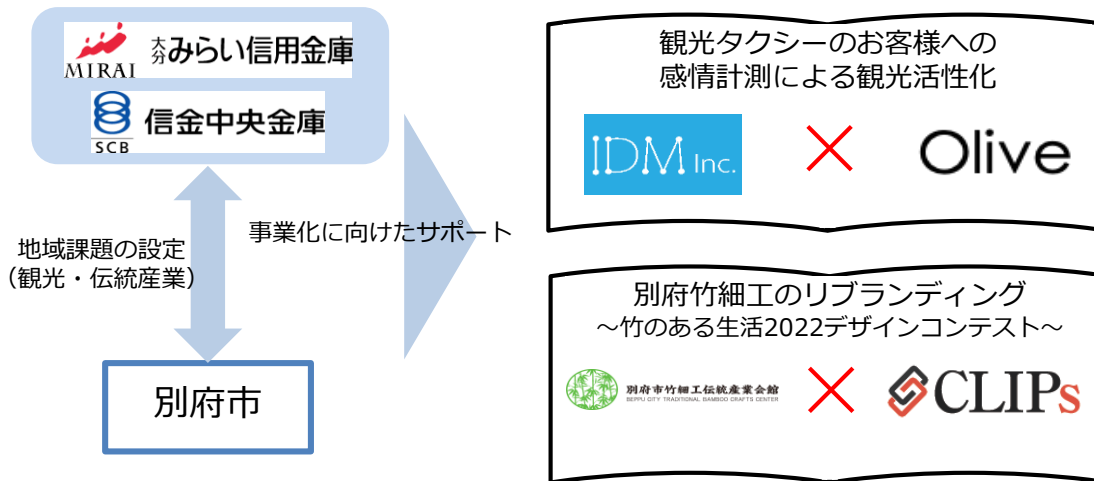 MIRAI
大分みらい信用金庫
SCB
信金中央金庫
地域課題の設定
（観光・伝統産業）
事業化に向けたサポート
別府市
観光タクシーのお客様への
感情計測による観光活性化
IDM Inc.
Olive
別府竹細工のリブランディング
～竹のある生活2022デザインコンテスト～
別府市竹細工伝統産業会館
BEPPU CITY TRADITIONAL BAMBOO CRAFTS CENTER
CLIPs